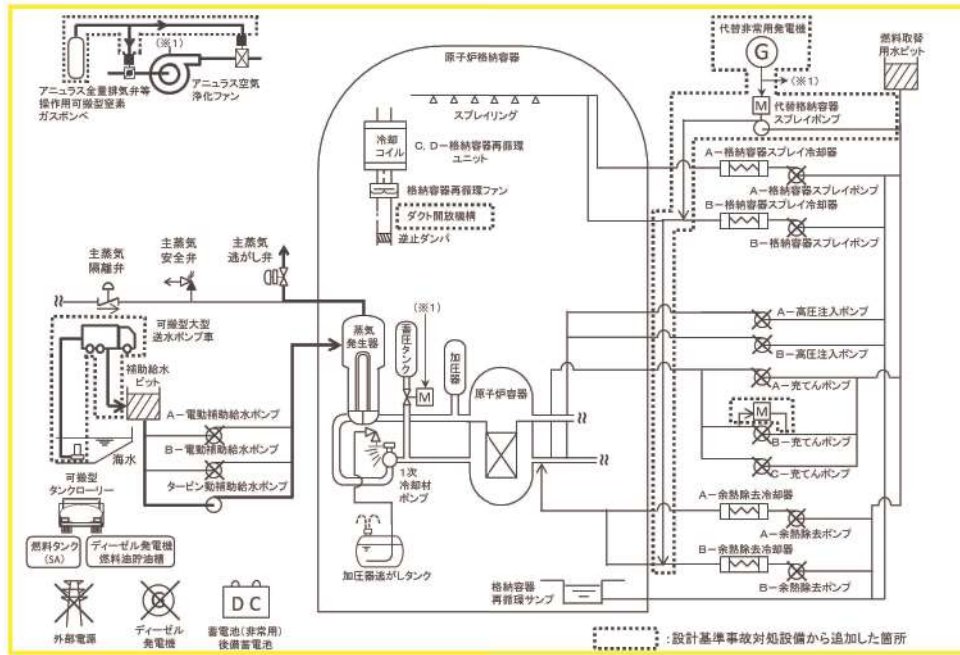 (※1)
アニュラス全量排気弁等
操作用可搬型窒素
ガスボンベ
アニュラス空気
浄化ファン
原子炉格納容器
スプレイリング
冷却
コイル
C, D－格納容器再循環
ユニット
格納容器再循環ファン
ダクト開放機構
逆止ダンパ
代替非常用発電機
G
(※1)
M
代替格納容器
スプレイポンプ
燃料取替
用水ピット
A－格納容器スプレイ冷却器
A－格納容器スプレイポンプ
B－格納容器スプレイ冷却器
B－格納容器スプレイポンプ
主蒸気
隔離弁
主蒸気
安全弁
主蒸気
逃がし弁
可搬型大型
送水ポンプ車
補助給水
ピット
A－電動補助給水ポンプ
B－電動補助給水ポンプ
タービン動補助給水ポンプ
海水
可搬型
タンクローリー
燃料タンク
(SA)
ディーゼル発電機
燃料油貯油槽
蒸気
発生器
蓄圧タンク
(※1)
M
加圧器
原子炉容器
1次
冷却材
ポンプ
加圧器逃がしタンク
A－高圧注入ポンプ
B－高圧注入ポンプ
A－充てんポンプ
M
B－充てんポンプ
C－充てんポンプ
A－余熱除去冷却器
A－余熱除去ポンプ
B－余熱除去冷却器
B－余熱除去ポンプ
格納容器
再循環サンプ
外部電源
ディーゼル
発電機
DC
蓄電池(非常用)
後備蓄電池
:設計基準事故対処設備から追加した箇所